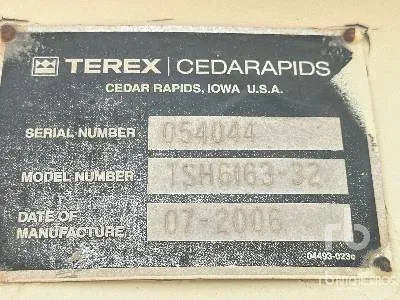 TEREX | CEDARAPIDS
CEDAR RAPIDS, IOWA U.S.A.
SERIAL NUMBER 054044
MODEL NUMBER TSH6163-32
DATE OF MANUFACTURE 07-2006
04493-023c
rb